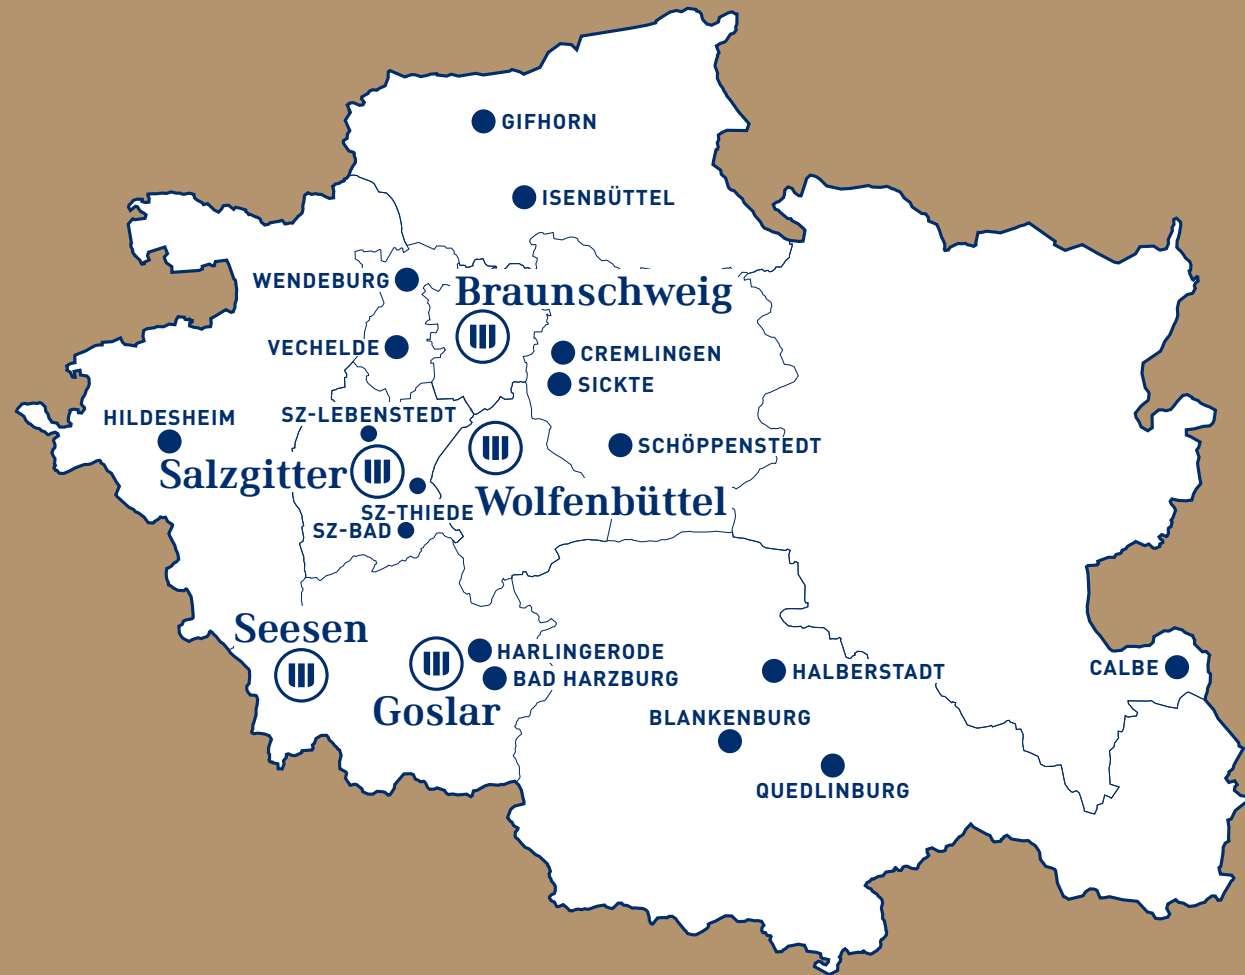 GIFHORN
ISENBÜTTEL
WENDEBURG
Braunschweig
VECHELDE
CREMLINGEN
SICKTE
HILDESHEIM
SZ-LEBENSTEDT
SCHÖPPENSTEDT
Salzgitter
Wolfenbüttel
SZ-THIEDE
SZ-BAD
Seesen
HARLINGERODE
BAD HARZBURG
HALBERSTADT
CALBE
Goslar
BLANKENBURG
QUEDLINBURG